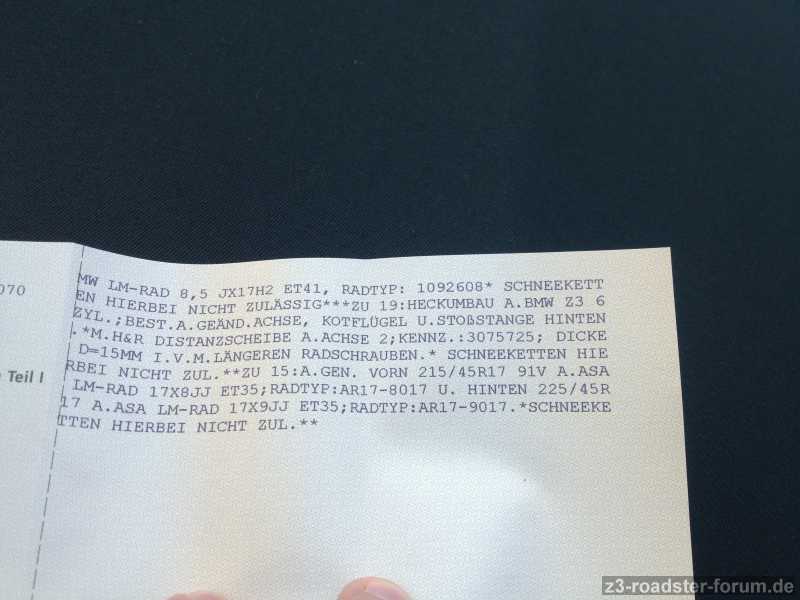 070
Teil I
MW LM-RAD 8,5 JX17H2 ET41, RADTYP: 1092608* SCHNEEKETT
EN HIERBEI NICHT ZULÄSSIG***ZU 19:HECKUMBAU A.BMW Z3 6
ZYL.;BEST.A.GEÄND.ACHSE, KOTFLÜGEL U.STOßSTANGE HINTEN
.*M.H&R DISTANZSCHEIBE A.ACHSE 2;KENNZ.:3075725; DICKE
D=15MM I.V.M.LÄNGEREN RADSCHRAUBEN.* SCHNEEKETTEN HIE
RBEI NICHT ZUL.**ZU 15:A.GEN. VORN 215/45R17 91V A.ASA
LM-RAD 17X8JJ ET35;RADTYP:AR17-8017 U. HINTEN 225/45R
17 A.ASA LM-RAD 17X9JJ ET35;RADTYP:AR17-9017.*SCHNEEKE
TTEN HIERBEI NICHT ZUL.**
z3-roadster-forum.de